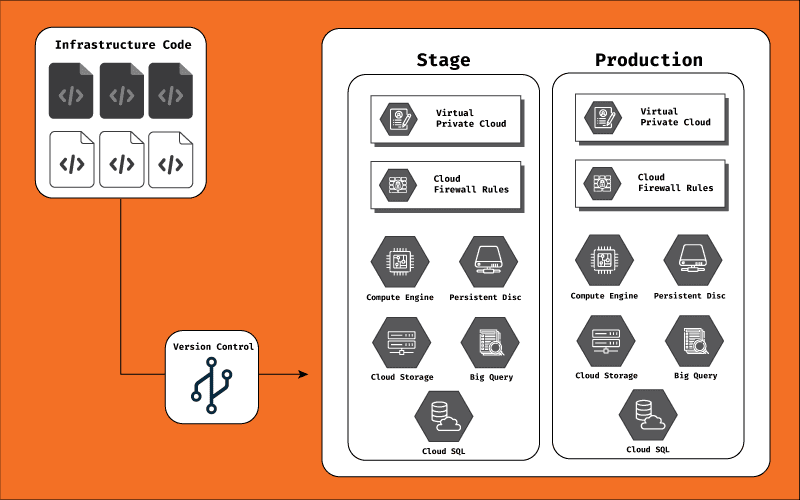 Infrastructure Code
Version Control
Stage
Virtual
Private Cloud
Cloud
Firewall Rules
Compute Engine
Persistent Disc
Cloud Storage
Big Query
Cloud SQL
Production
Virtual
Private Cloud
Cloud
Firewall Rules
Compute Engine
Persistent Disc
Cloud Storage
Big Query
Cloud SQL